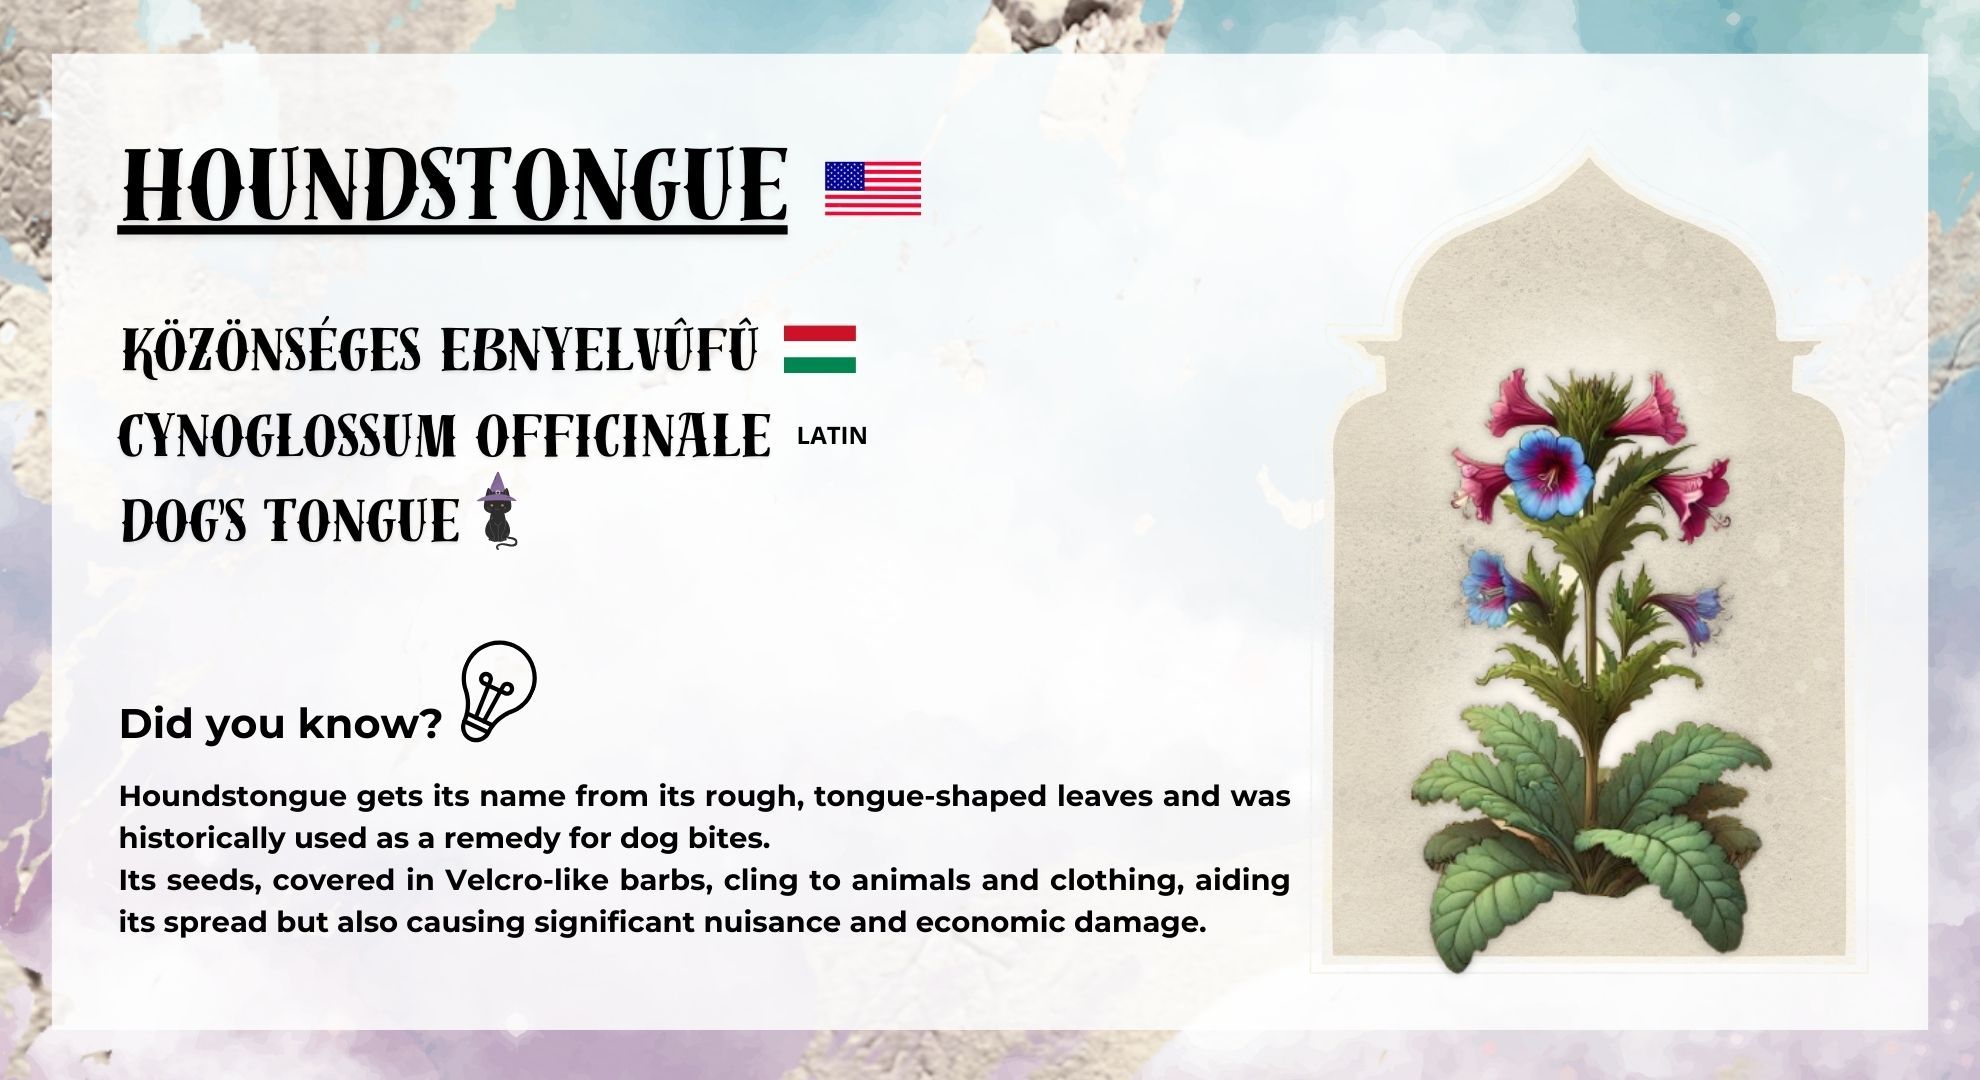 HOUNDSTONGUE
KÖZÖNSÉGES EBNYELVÛFÛ
CYNOGLOSSUM OFFICINALE LATIN
DOG'S TONGUE
Did you know?
Houndstongue gets its name from its rough, tongue-shaped leaves and was
historically used as a remedy for dog bites.
Its seeds, covered in Velcro-like barbs, cling to animals and clothing, aiding
its spread but also causing significant nuisance and economic damage.